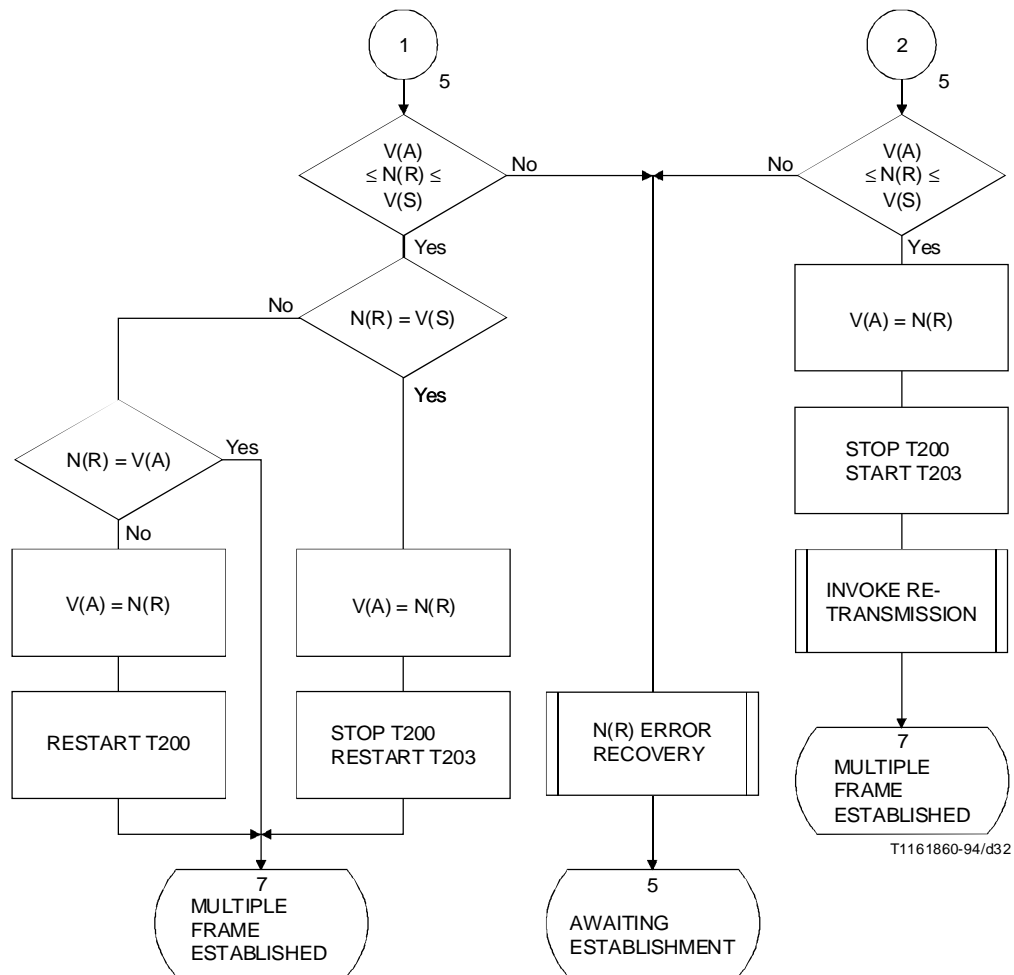 1
5
2
5
V(A)
≤ N(R) ≤
V(S)
No
No
V(A)
≤ N(R) ≤
V(S)
Yes
Yes
No
N(R) = V(S)
V(A) = N(R)
Yes
N(R) = V(A)
Yes
STOP T200
START T203
No
V(A) = N(R)
V(A) = N(R)
INVOKE RE-
TRANSMISSION
RESTART T200
STOP T200
RESTART T203
N(R) ERROR
RECOVERY
7
MULTIPLE
FRAME
ESTABLISHED
T1161860-94/d32
7
MULTIPLE
FRAME
ESTABLISHED
5
AWAITING
ESTABLISHMENT